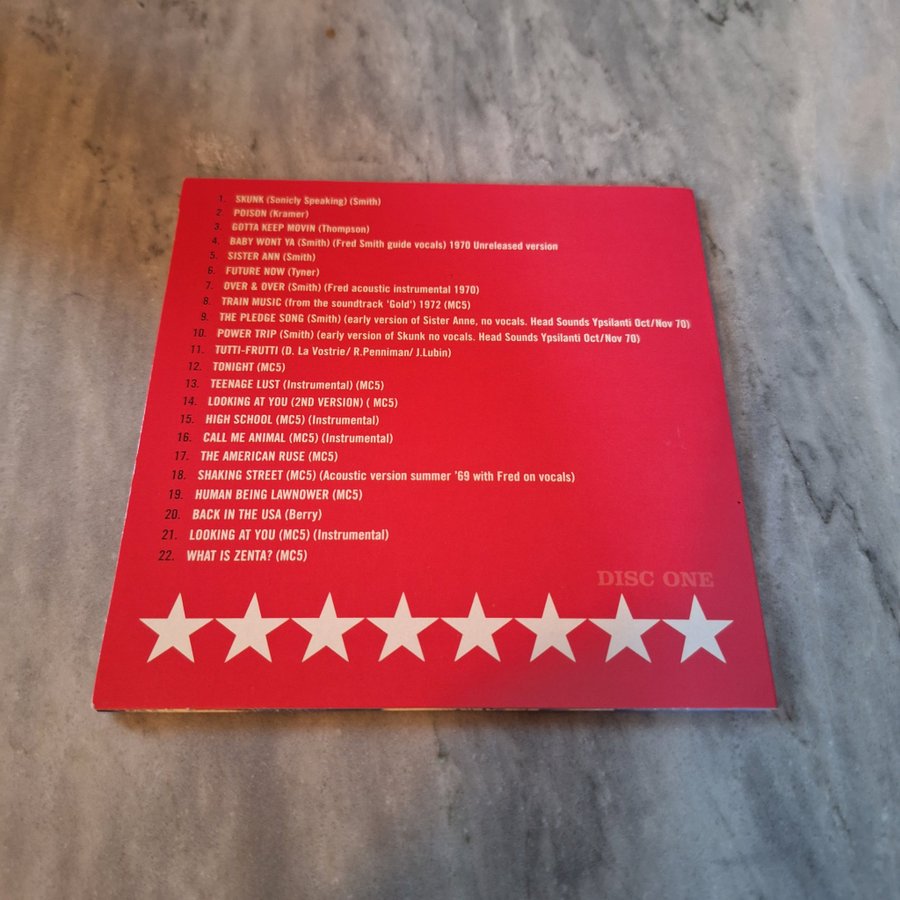 1. SKUNK (Sonicly Speaking) (Smith)
2. POISON (Kramer)
3. GOTTA KEEP MOVIN (Thompson)
4. BABY WONT YA (Smith) (Fred Smith guide vocals) 1970 Unreleased version
5. SISTER ANN (Smith)
6. FUTURE NOW (Tyner)
7. OVER & OVER (Smith) (Fred acoustic instrumental 1970)
8. TRAIN MUSIC (from the soundtrack 'Gold') 1972 (MC5)
9. THE PLEDGE SONG (Smith) (early version of Sister Anne, no vocals. Head Sounds Ypsilanti Oct/Nov 70)
10. POWER TRIP (Smith) (early version of Skunk no vocals. Head Sounds Ypsilanti Oct/Nov 70)
11. TUTTI-FRUTTI (D. La Vostrie/ R.Penniman/ J.Lubin)
12. TONIGHT (MC5)
13. TEENAGE LUST (Instrumental) (MC5)
14. LOOKING AT YOU (2ND VERSION) ( MC5)
15. HIGH SCHOOL (MC5) (Instrumental)
16. CALL ME ANIMAL (MC5) (Instrumental)
17. THE AMERICAN RUSE (MC5)
18. SHAKING STREET (MC5) (Acoustic version summer '69 with Fred on vocals)
19. HUMAN BEING LAWNOWER (MC5)
20. BACK IN THE USA (Berry)
21. LOOKING AT YOU (MC5) (Instrumental)
22. WHAT IS ZENTA? (MC5)
DISC ONE